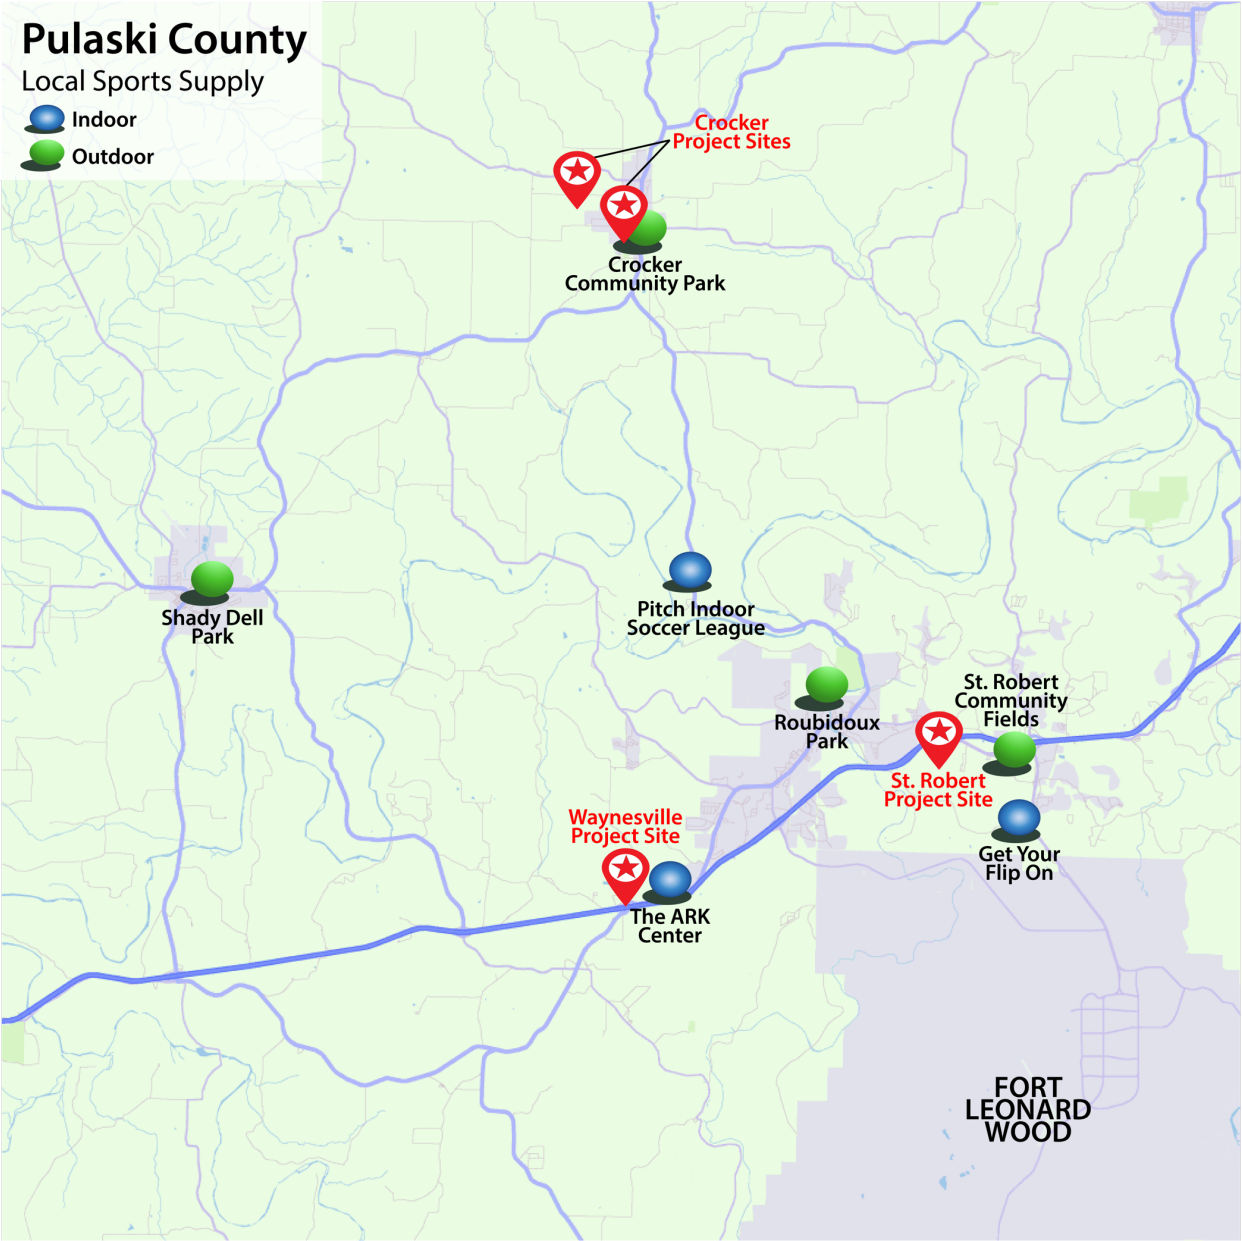 Pulaski County
Local Sports Supply
Indoor
Outdoor
Crocker
Project Sites
Crocker
Community Park
Shady Dell
Park
Pitch Indoor
Soccer League
Roubidoux
Park
St. Robert
Community
Fields
St. Robert
Project Site
Get Your
Flip On
Waynesville
Project Site
The ARK
Center
FORT
LEONARD
WOOD